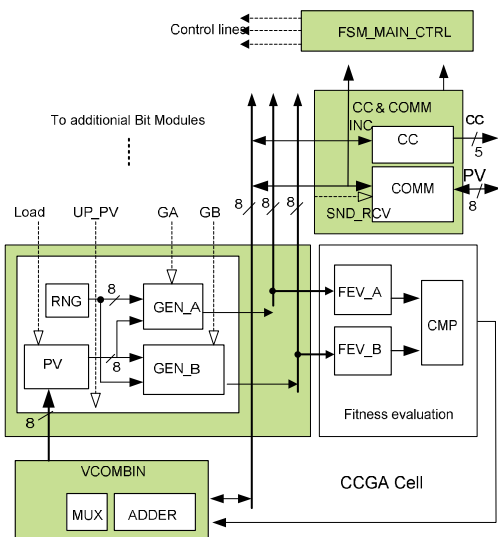 Control lines
FSM_MAIN_CTRL
CC & COMM
INC
CC
CC
5
To additionial Bit Modules
COMM
PV
8
8
8
8
SND_RCV
Load
UP_PV
GA
GB
RNG
8
GEN_A
FEV_A
CMP
PV
8
GEN_B
FEV_B
8
Fitness evaluation
VCOMBIN
CCGA Cell
MUX
ADDER